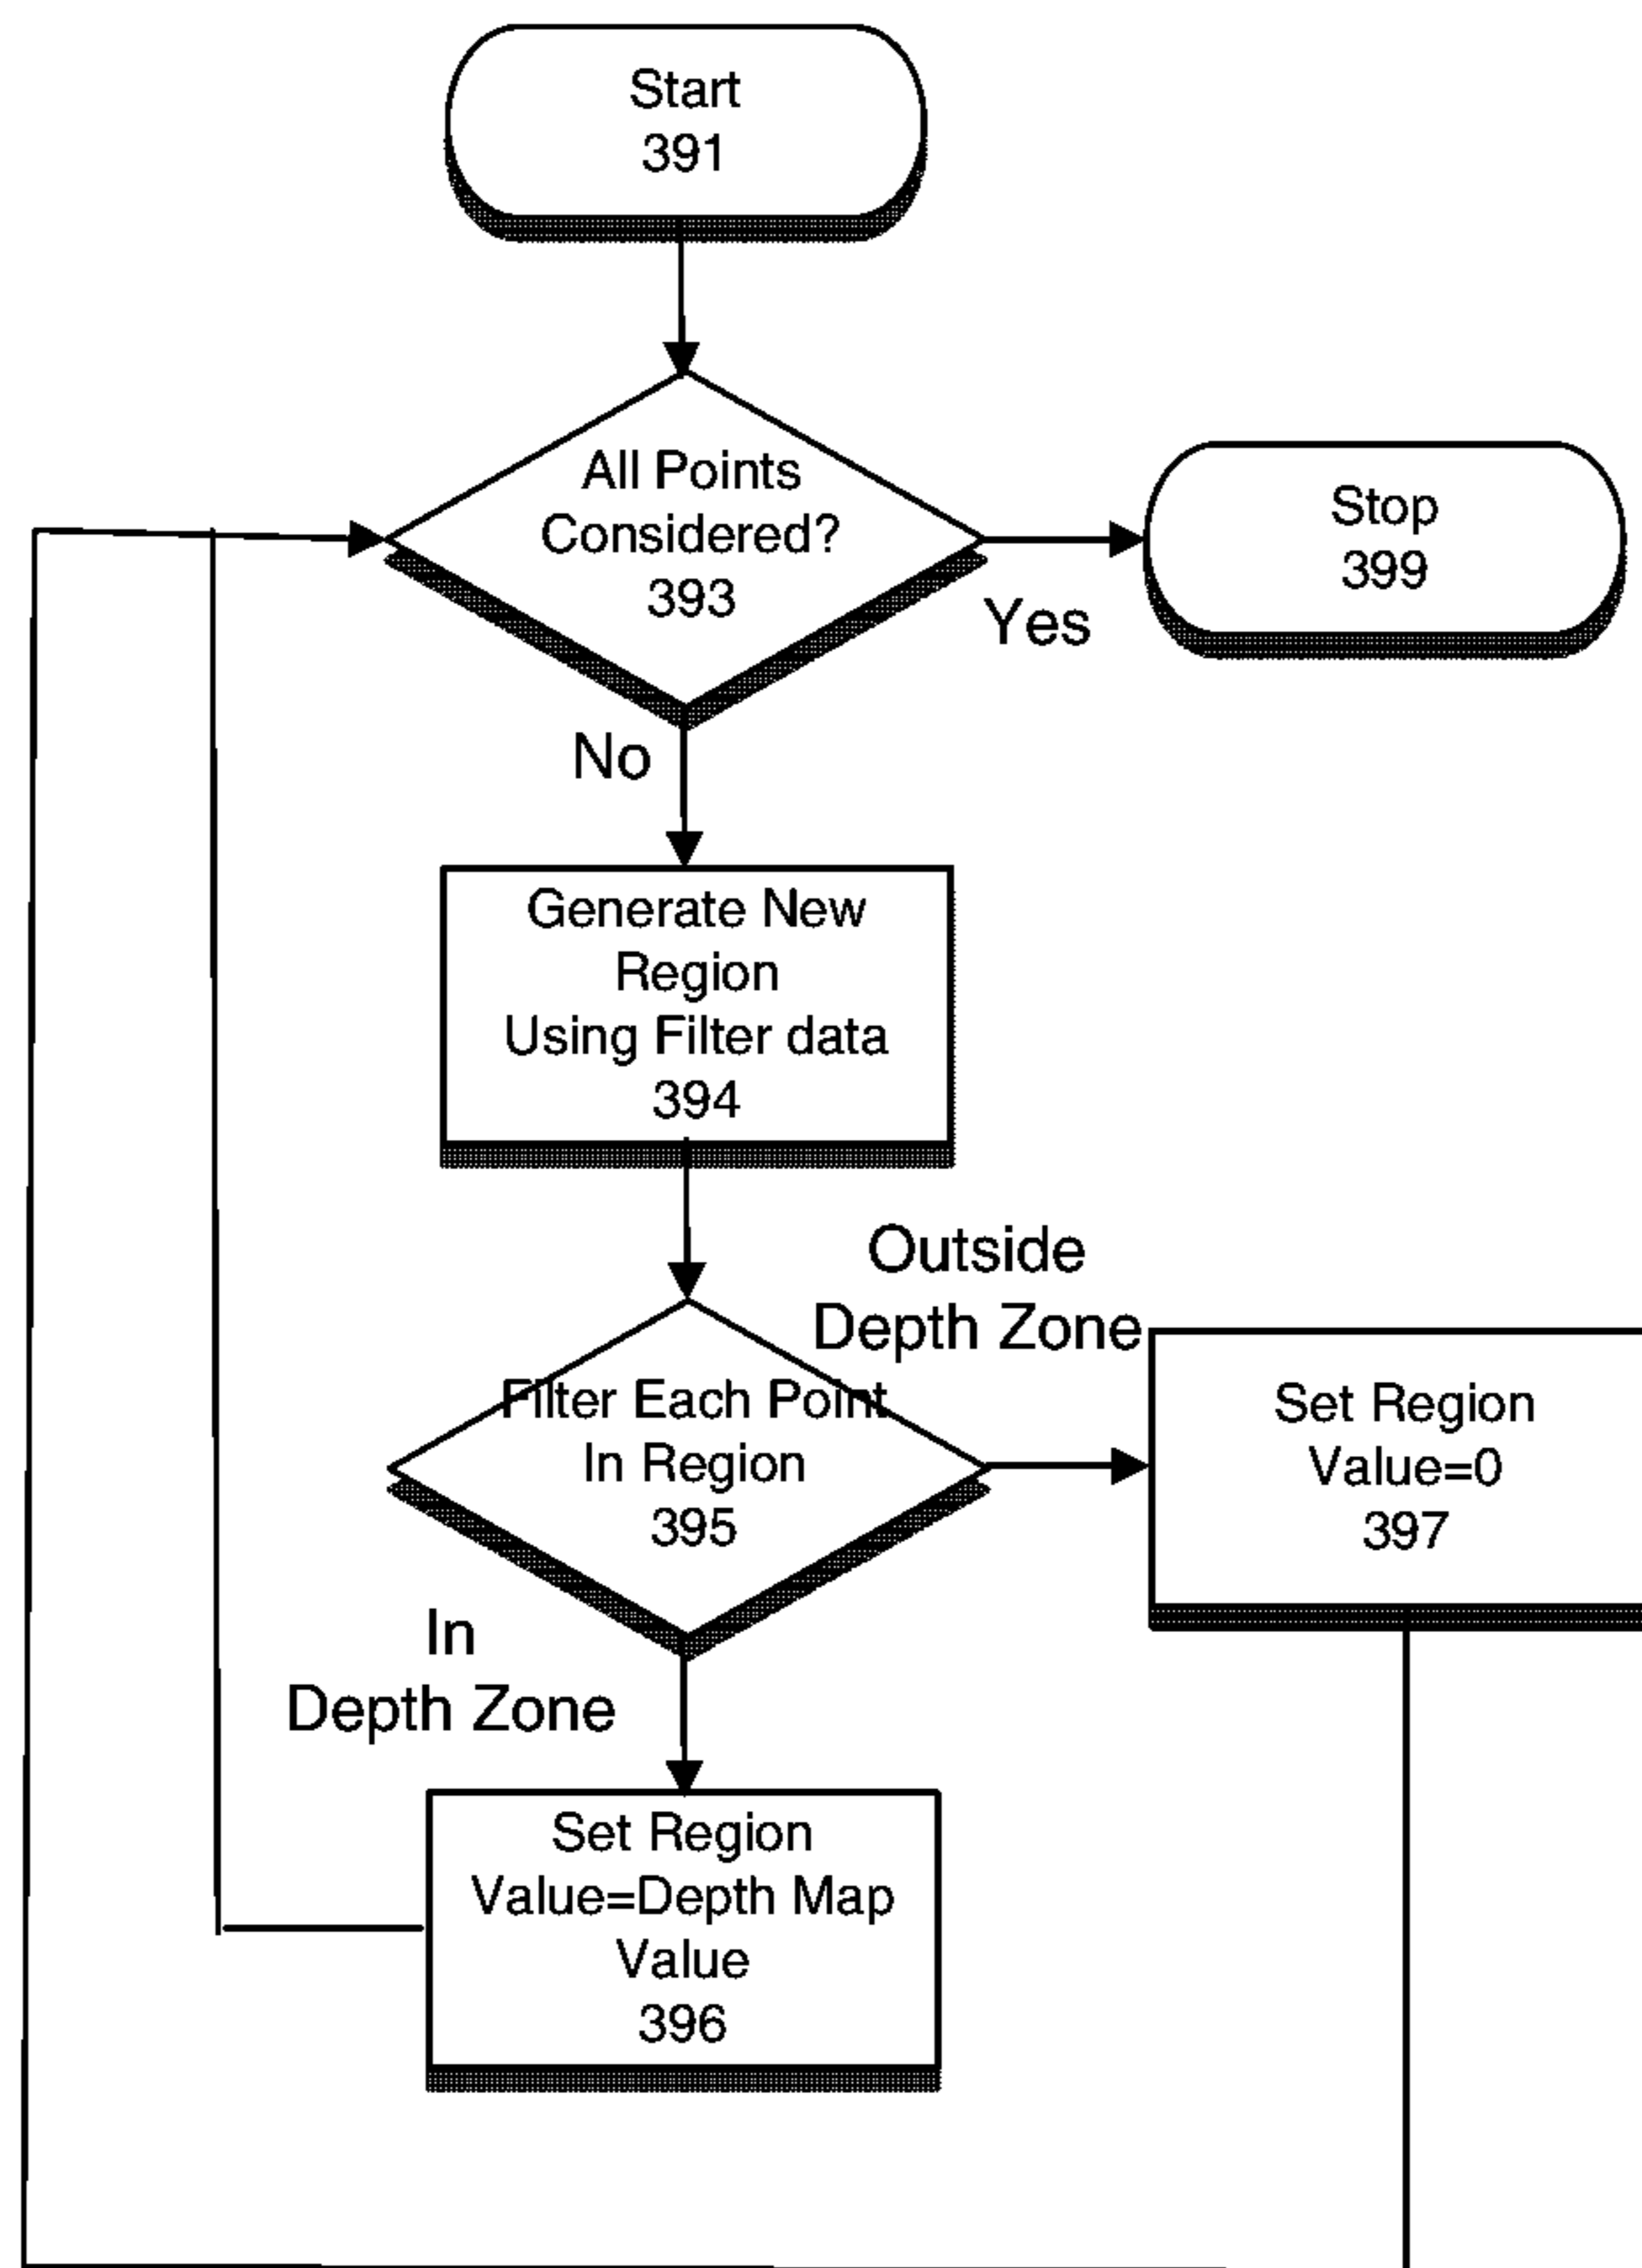 Start
391
All Points
Considered?
393
Stop
399
Yes
No
Generate New
Region
Using Filter data
394
Outside
Depth Zone
Filter Each Point
In Region
395
Set Region
Value=0
397
In
Depth Zone
Set Region
Value=Depth Map
Value
396